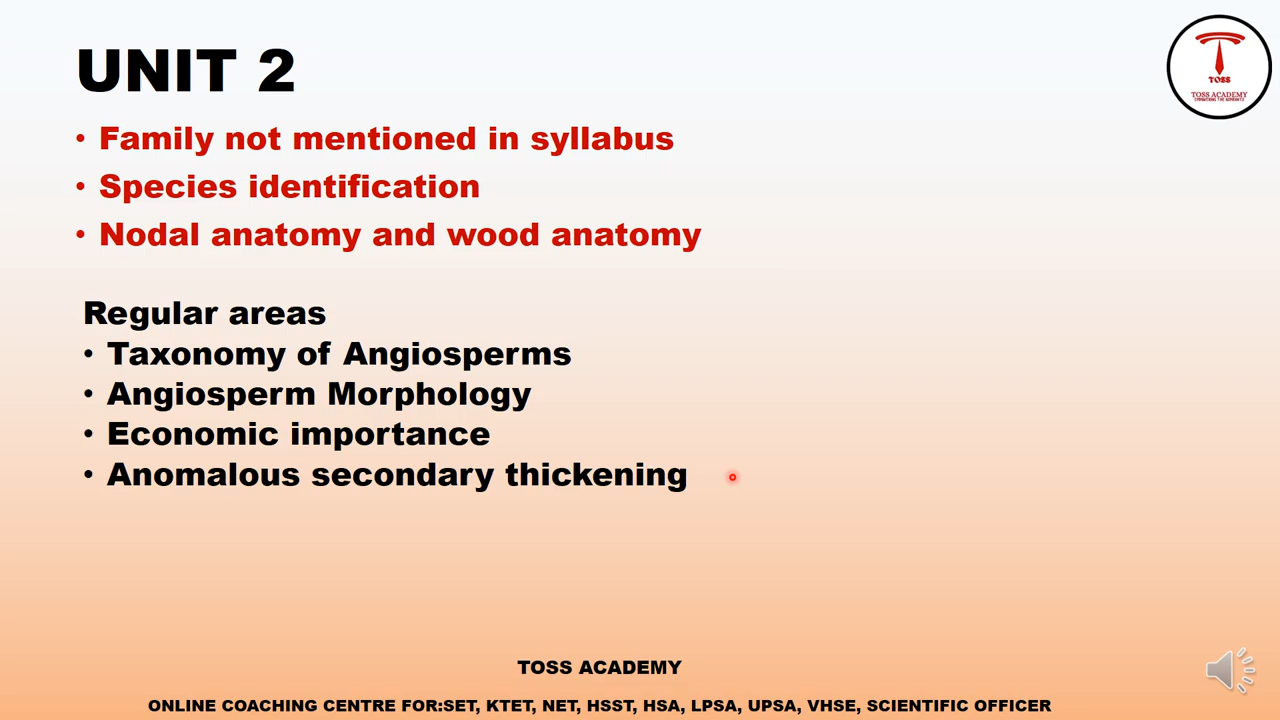 UNIT 2
TOSS
TOSS ACADEMY
• Family not mentioned in syllabus
• Species identification
• Nodal anatomy and wood anatomy
Regular areas
• Taxonomy of Angiosperms
• Angiosperm Morphology
• Economic importance
• Anomalous secondary thickening
TOSS ACADEMY
ONLINE COACHING CENTRE FOR:SET, KTET, NET, HSST, HSA, LPSA, UPSA, VHSE, SCIENTIFIC OFFICER